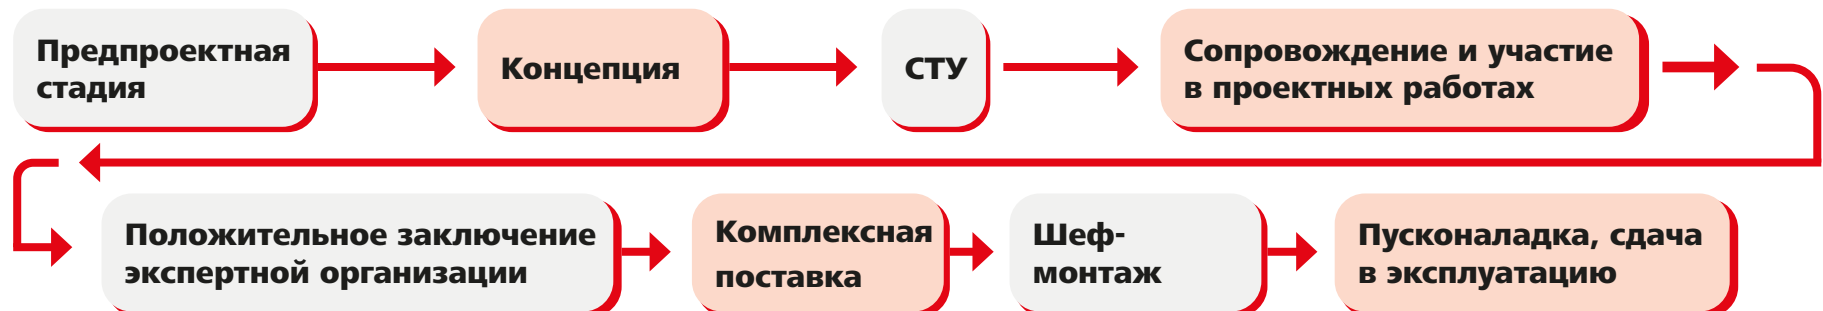 Предпроектная
стадия
Концепция
СТУ
Сопровождение и участие
в проектных работах
Положительное заключение
экспертной организации
Комплексная
поставка
Шеф-
монтаж
Пусконаладка, сдача
в эксплуатацию